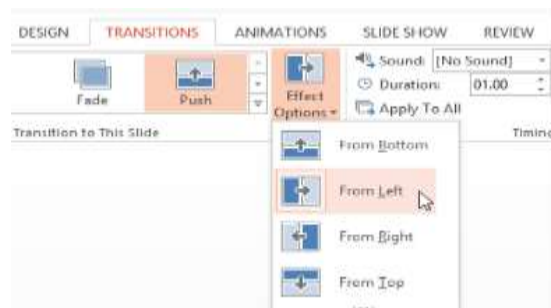 DESIGN TRANSITIONS ANIMATIONS SLIDE SHOW REVIEW
Fade Push Effect Options
Sound: [No Sound]
Duration: 01.00
Apply To All
Transition to This Slide Timing
From Bottom
From Left
From Right
From Top